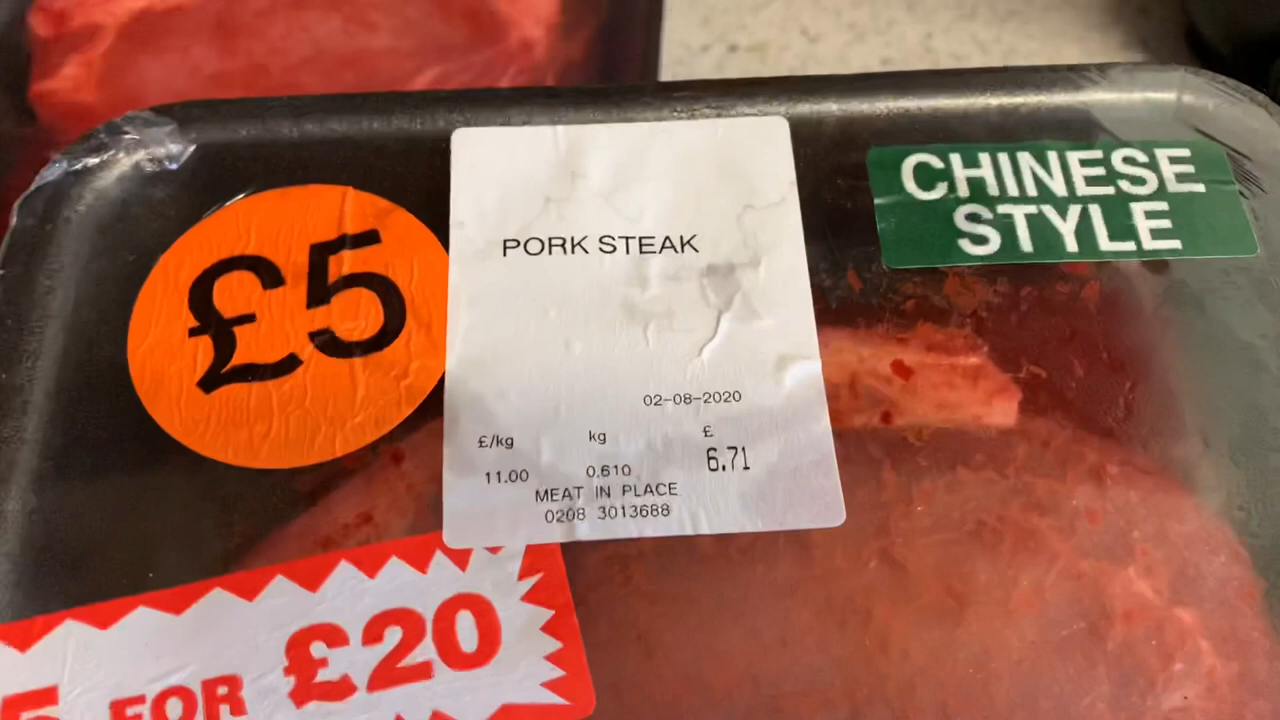 £5
PORK STEAK
CHINESE
STYLE
02-08-2020
£/kg kg £
11.00 0.610 6.71
MEAT IN PLACE
0208 3013688
5 FOR £20